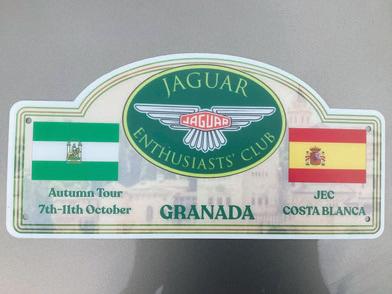 JAGUAR
JAGUAR
ENTHUSIASTS' CLUB
Autumn Tour
7th-11th October
GRANADA
JEC
COSTA BLANCA